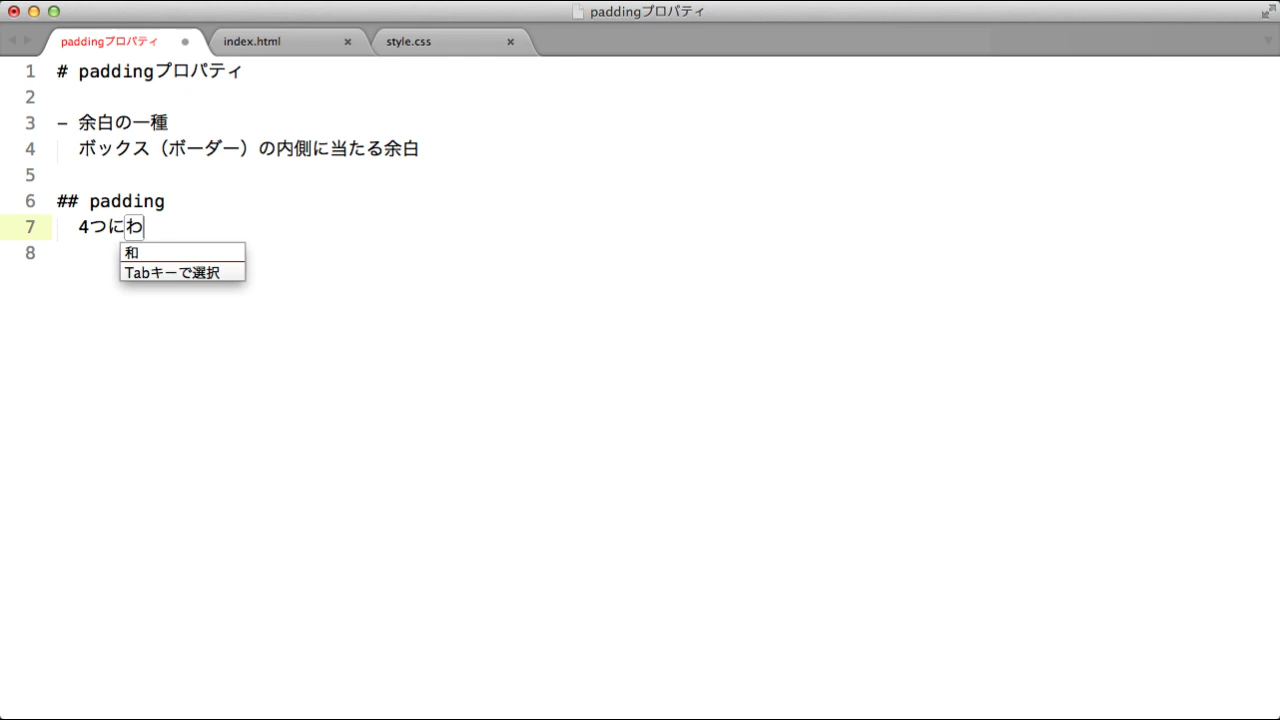 paddingプロパティ
paddingプロパティ
index.html
style.css
1 # paddingプロパティ
2
3 - 余白の一種
4 ボックス（ボーダー）の内側に当たる余白
5
6 ## padding
7 4つにわ
8
和
Tabキーで選択